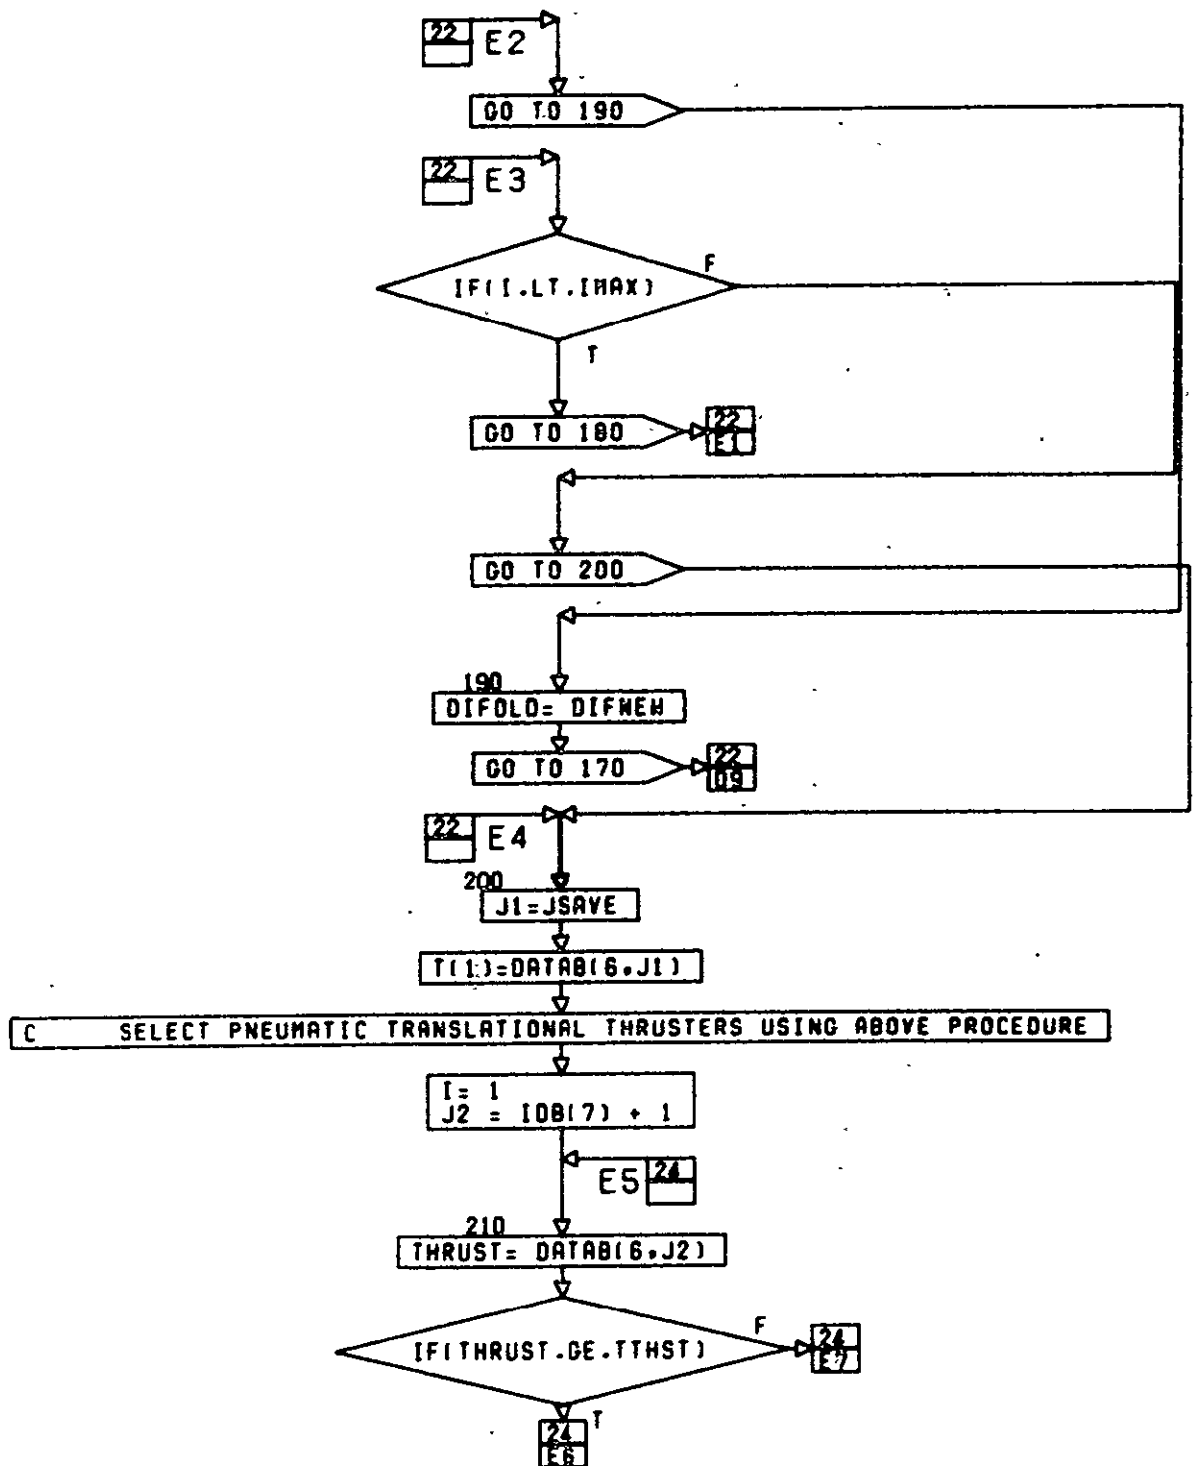 22
E2
GO TO 190
22
E3
IF(I.LT.IMAX)
F
T
GO TO 180
22
E1
GO TO 200
190
DIFOLD= DIFNEW
GO TO 170
22
D9
22
E4
200
J1=JSAVE
T(1)=DATAB(6,J1)
C SELECT PNEUMATIC TRANSLATIONAL THRUSTERS USING ABOVE PROCEDURE
I= 1
J2 = IDB(7) + 1
E5
24
210
THRUST= DATAB(6,J2)
IF(THRUST.GE.TTHST)
F
24
E7
T
24
E6